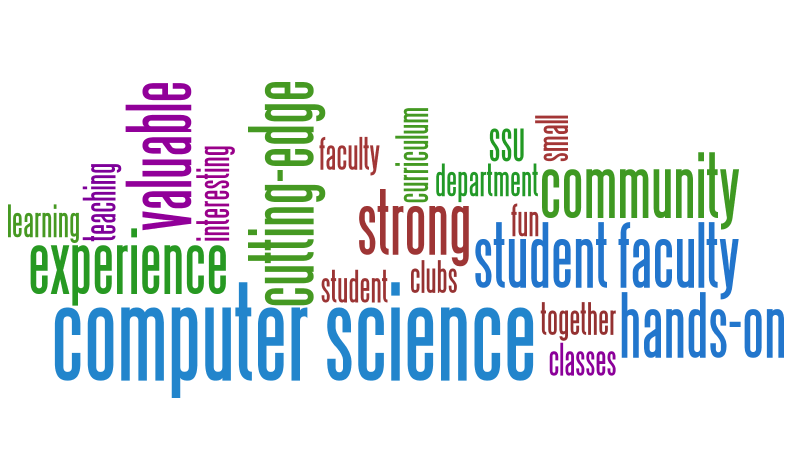 learning
teaching
valuable
interesting
cutting-edge
faculty
curriculum
ssu
small
department
community
strong
fun
experience
student
clubs
student faculty
computer science
together
hands-on
classes